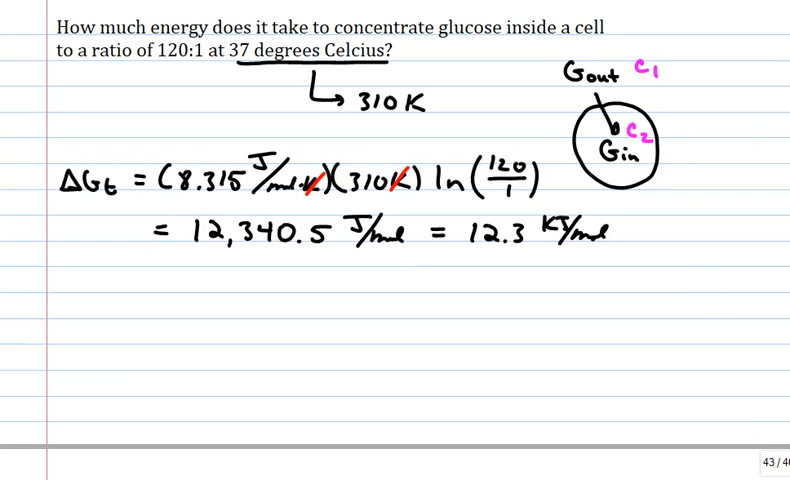 How much energy does it take to concentrate glucose inside a cell
to a ratio of 120:1 at 37 degrees Celcius?
Gout C1
310K
C2
Gin
ΔGt = (8.315 J/mol·K)(310K) ln(120/1)
= 12,340.5 J/mol = 12.3 KJ/mol
43 / 46